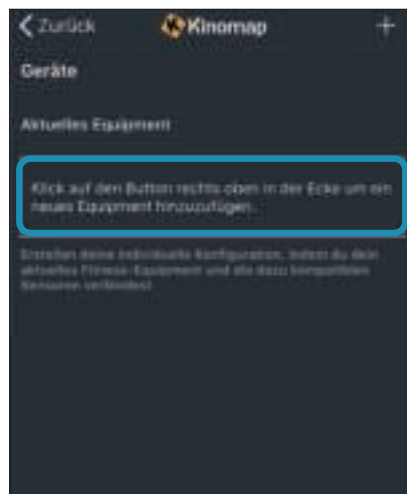 Zurück
Kinomap
+
Geräte
Aktuelles Equipment
Klick auf den Button rechts oben in der Ecke um ein
neues Equipment hinzuzufügen.
Erstellen deine individuelle Konfiguration, indem du dein
aktuelles Fitness-Equipment und die dazu kompatiblen
Sensoren verbindest